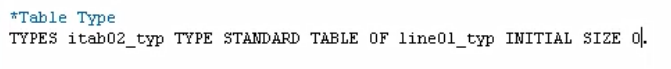 *Table Type
TYPES itab02_typ TYPE STANDARD TABLE OF line01_typ INITIAL SIZE 0.